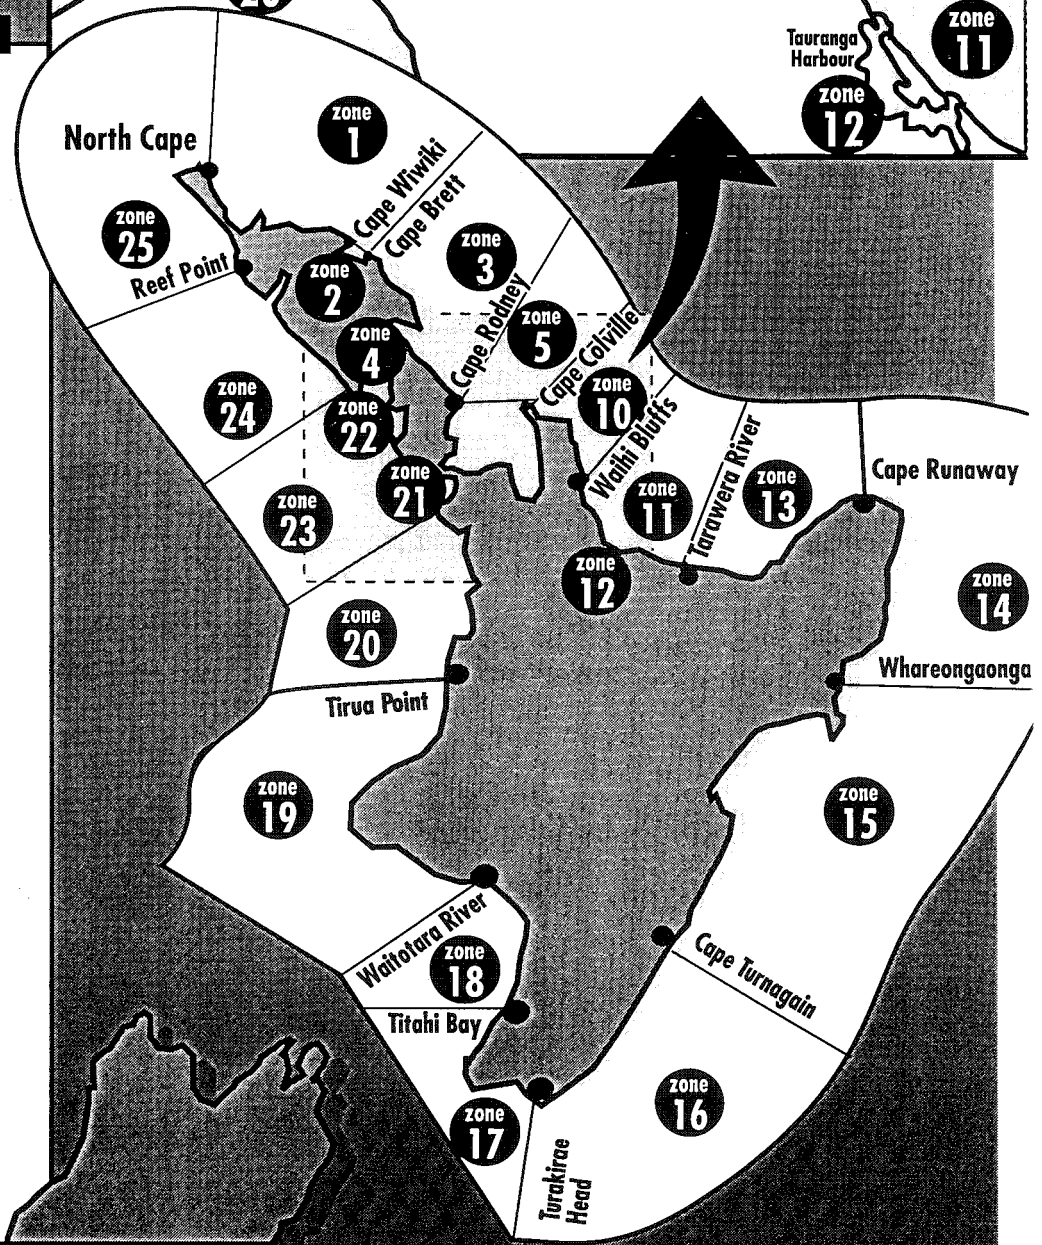 Tauranga
Harbour
zone
11
zone
12
zone
1
North Cape
Cape Wiwiki
Cape Brett
zone
25
Reef Point
zone
3
zone
2
Cape Rodney
zone
5
Cape Colville
zone
4
zone
24
zone
10
zone
22
Waihi Bluffs
Tarawera River
Cape Runaway
zone
21
zone
13
zone
11
zone
23
zone
12
zone
14
zone
20
Whareongaonga
Tirua Point
zone
19
zone
15
Waitotara River
zone
18
Cape Turnagain
Titahi Bay
zone
16
zone
17
Turakirae
Head